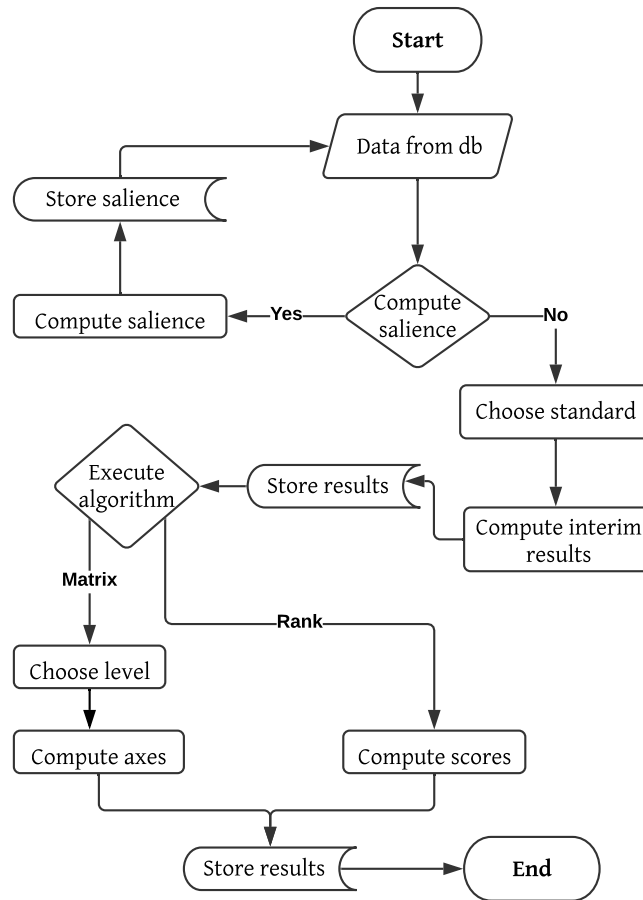 Start
Data from db
Store salience
Compute
salience
Yes
No
Compute salience
Choose standard
Execute
algorithm
Store results
Compute interim
results
Matrix
Rank
Choose level
Compute axes
Compute scores
Store results
End